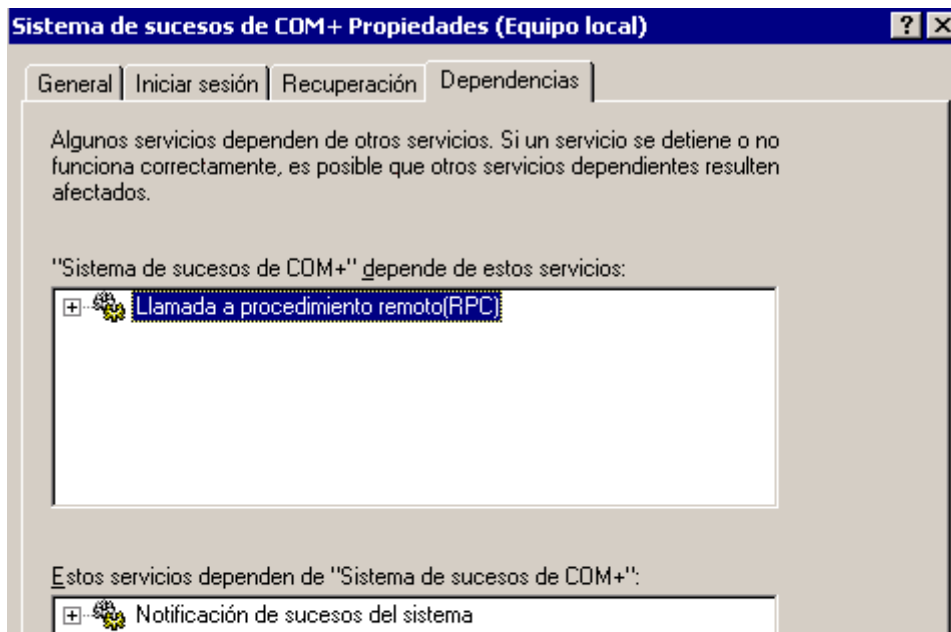 Sistema de sucesos de COM+ Propiedades (Equipo local)
General Iniciar sesión Recuperación Dependencias
Algunos servicios dependen de otros servicios. Si un servicio se detiene o no
funciona correctamente, es posible que otros servicios dependientes resulten
afectados.
"Sistema de sucesos de COM+" depende de estos servicios:
Llamada a procedimiento remoto(RPC)
Estos servicios dependen de "Sistema de sucesos de COM+":
Notificación de sucesos del sistema